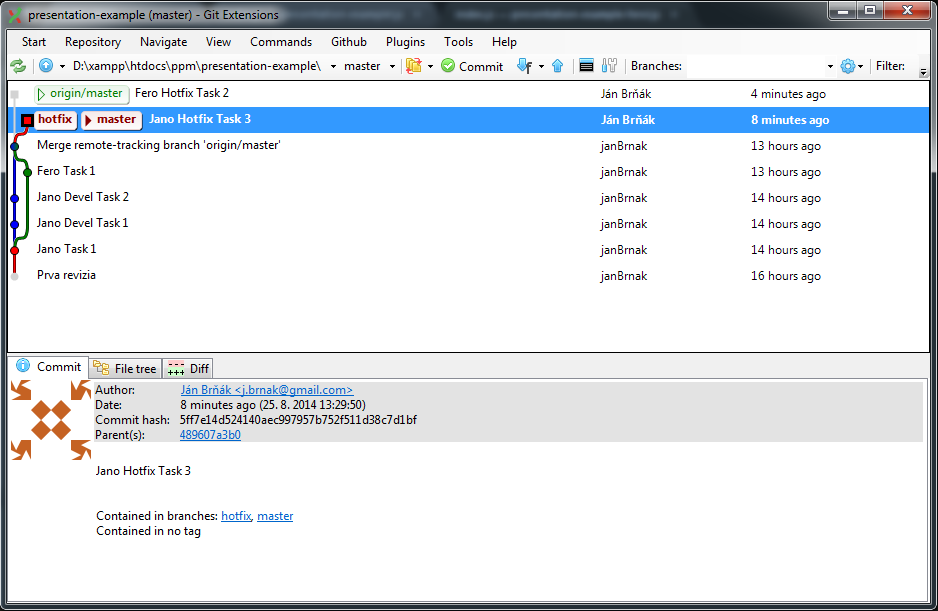 presentation-example (master) - Git Extensions
Start Repository Navigate View Commands Github Plugins Tools Help
D:\xampp\htdocs\ppm\presentation-example\ master Commit Branches: Filter:
origin/master Fero Hotfix Task 2 Ján Brňák 4 minutes ago
hotfix master Jano Hotfix Task 3 Ján Brňák 8 minutes ago
Merge remote-tracking branch 'origin/master' janBrnak 13 hours ago
Fero Task 1 janBrnak 13 hours ago
Jano Devel Task 2 janBrnak 14 hours ago
Jano Devel Task 1 janBrnak 14 hours ago
Jano Task 1 janBrnak 14 hours ago
Prva revizia janBrnak 16 hours ago
Commit File tree Diff
Author: Ján Brňák <j.brnak@gmail.com>
Date: 8 minutes ago (25. 8. 2014 13:29:50)
Commit hash: 5ff7e14d524140aec997957b752f511d38c7d1bf
Parent(s): 489607a3b0
Jano Hotfix Task 3
Contained in branches: hotfix, master
Contained in no tag